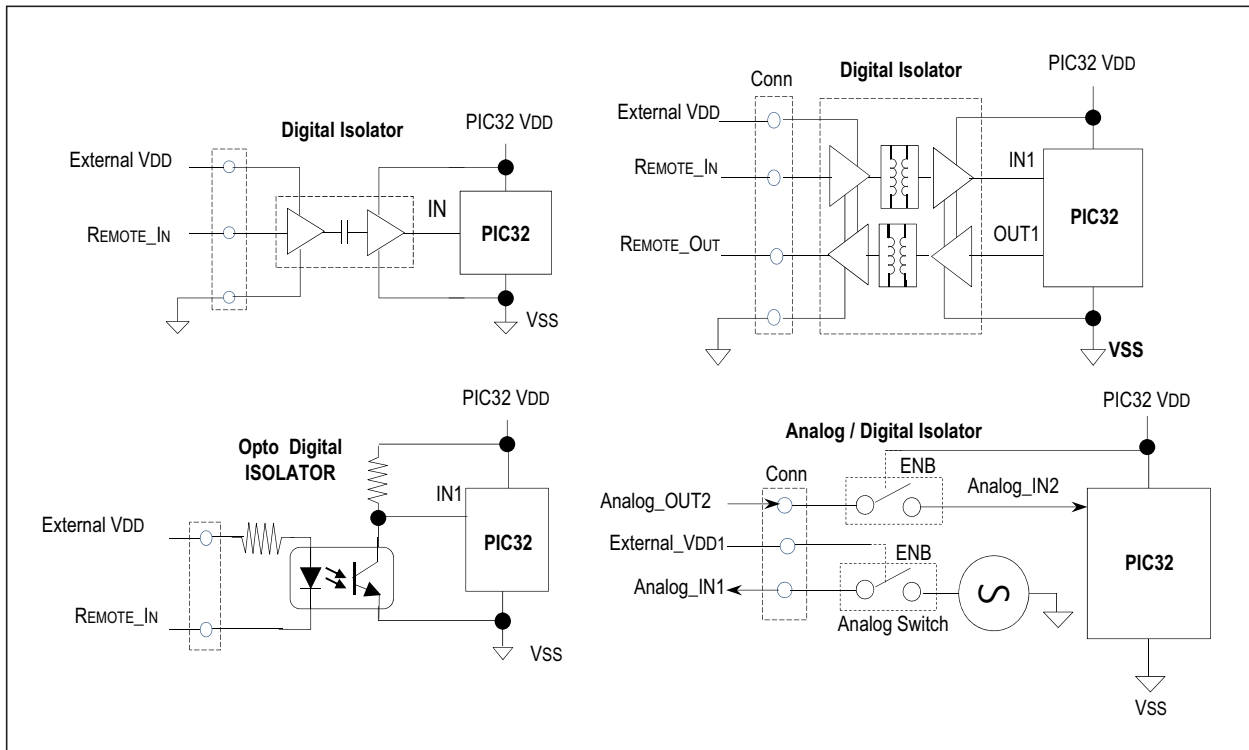 Digital Isolator
PIC32 VDD
External VDD
REMOTE_IN
IN
PIC32
VSS
Conn
Digital Isolator
PIC32 VDD
External VDD
REMOTE_IN
IN1
PIC32
REMOTE_OUT
OUT1
VSS
PIC32 VDD
Opto Digital
ISOLATOR
IN1
External VDD
PIC32
REMOTE_IN
VSS
PIC32 VDD
Analog / Digital Isolator
Conn
ENB
Analog_OUT2
Analog_IN2
External_VDD1
ENB
PIC32
Analog_IN1
S
Analog Switch
VSS